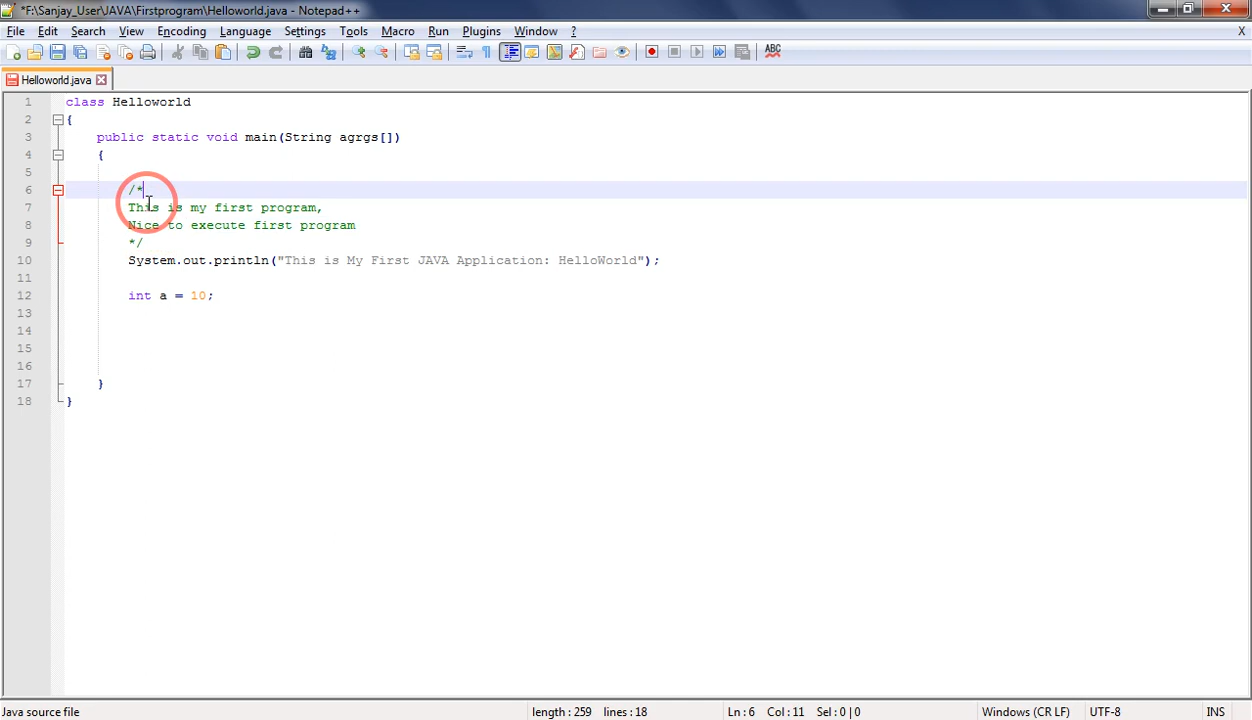 *F:\Sanjay_User\JAVA\Firstprogram\Helloworld.java - Notepad++
File Edit Search View Encoding Language Settings Tools Macro Run Plugins Window ? X
ABC
Helloworld.java
1 class Helloworld
2 {
3 public static void main(String agrgs[])
4 {
5
6 /*
7 This is my first program,
8 Nice to execute first program
9 */
10 System.out.println("This is My First JAVA Application: HelloWorld");
11
12 int a = 10;
13
14
15
16
17 }
18 }
Java source file length : 259 lines : 18 Ln : 6 Col : 11 Sel : 0 | 0 Windows (CR LF) UTF-8 INS